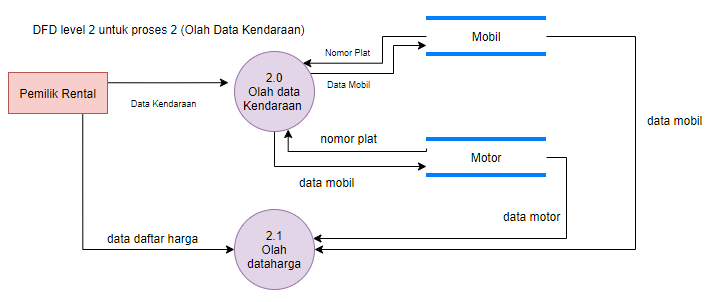 DFD level 2 untuk proses 2 (Olah Data Kendaraan)
Mobil
Nomor Plat
Data Mobil
Pemilik Rental
Data Kendaraan
2.0
Olah data
Kendaraan
data mobil
nomor plat
Motor
data mobil
data motor
data daftar harga
2.1
Olah
dataharga